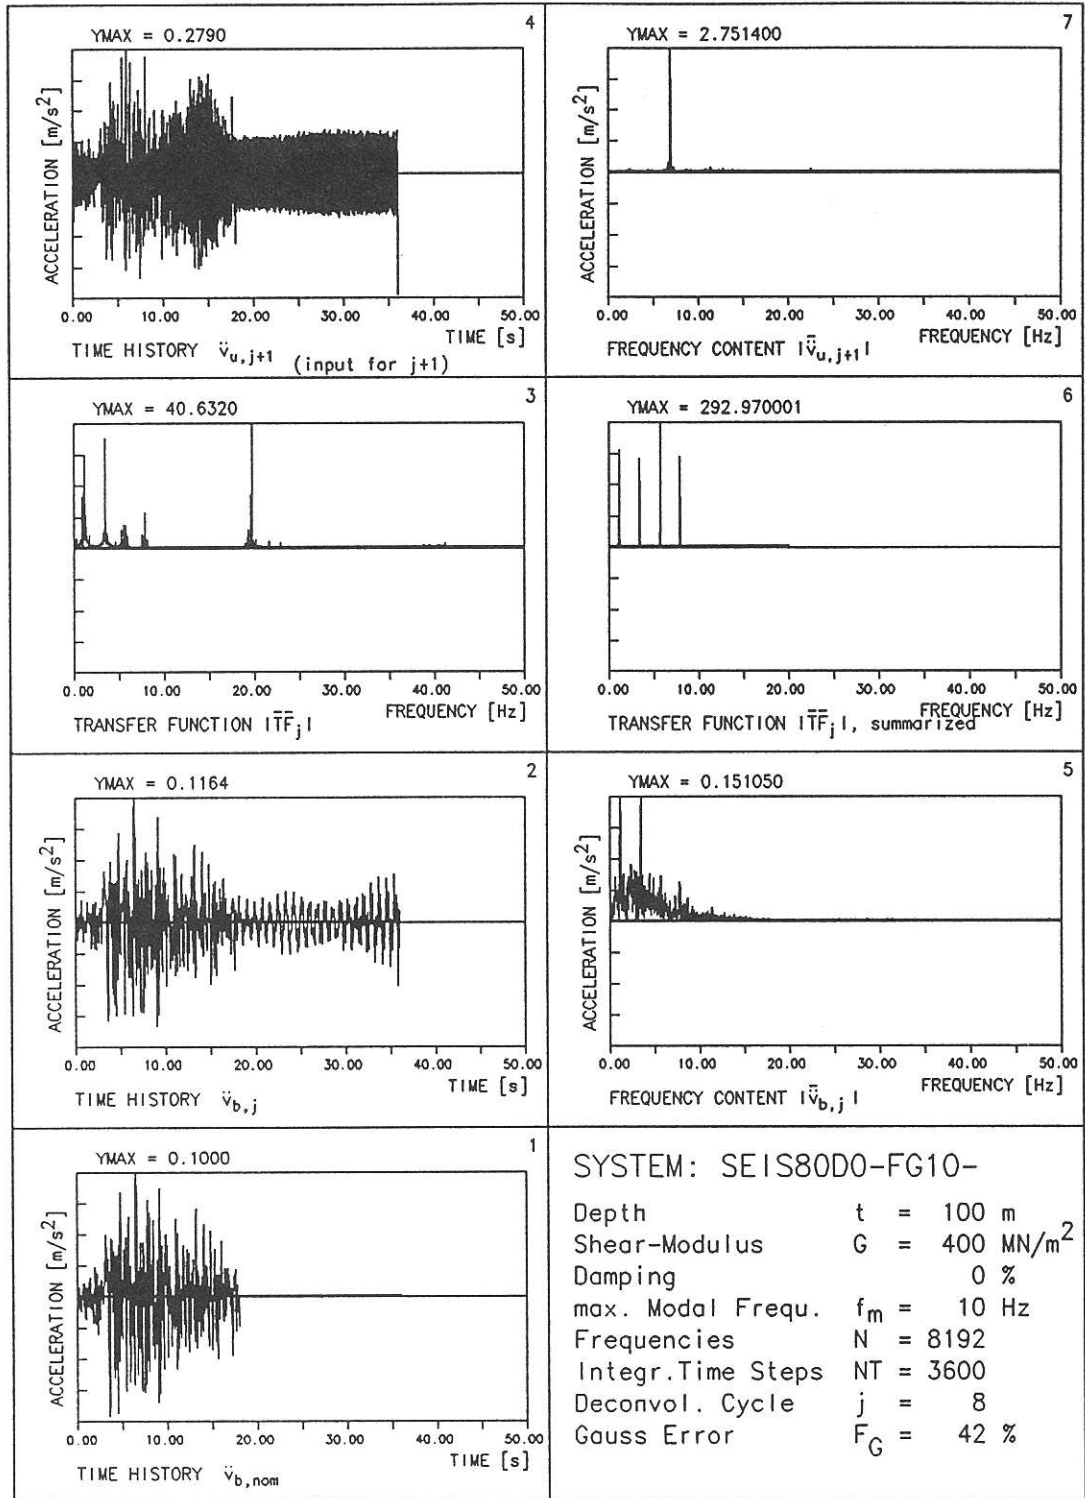 4
YMAX = 0.2790
ACCELERATION [m/s²]
0.00 10.00 20.00 30.00 40.00 50.00
TIME [s]
TIME HISTORY v̈u,j+1 (input for j+1)
7
YMAX = 2.751400
ACCELERATION [m/s²]
0.00 10.00 20.00 30.00 40.00 50.00
FREQUENCY [Hz]
FREQUENCY CONTENT |v̈̄u,j+1|
3
YMAX = 40.6320
0.00 10.00 20.00 30.00 40.00 50.00
FREQUENCY [Hz]
TRANSFER FUNCTION |T̄F̄j|
6
YMAX = 292.970001
0.00 10.00 20.00 30.00 40.00 50.00
FREQUENCY [Hz]
TRANSFER FUNCTION |T̄F̄j|, summarized
2
YMAX = 0.1164
ACCELERATION [m/s²]
0.00 10.00 20.00 30.00 40.00 50.00
TIME [s]
TIME HISTORY v̈b,j
5
YMAX = 0.151050
ACCELERATION [m/s²]
0.00 10.00 20.00 30.00 40.00 50.00
FREQUENCY [Hz]
FREQUENCY CONTENT |v̈̄b,j|
1
YMAX = 0.1000
ACCELERATION [m/s²]
0.00 10.00 20.00 30.00 40.00 50.00
TIME [s]
TIME HISTORY v̈b,nom
SYSTEM: SEIS80D0-FG10-
Depth t = 100 m
Shear-Modulus G = 400 MN/m²
Damping 0 %
max. Modal Frequ. fm = 10 Hz
Frequencies N = 8192
Integr.Time Steps NT = 3600
Deconvol. Cycle j = 8
Gauss Error FG = 42 %